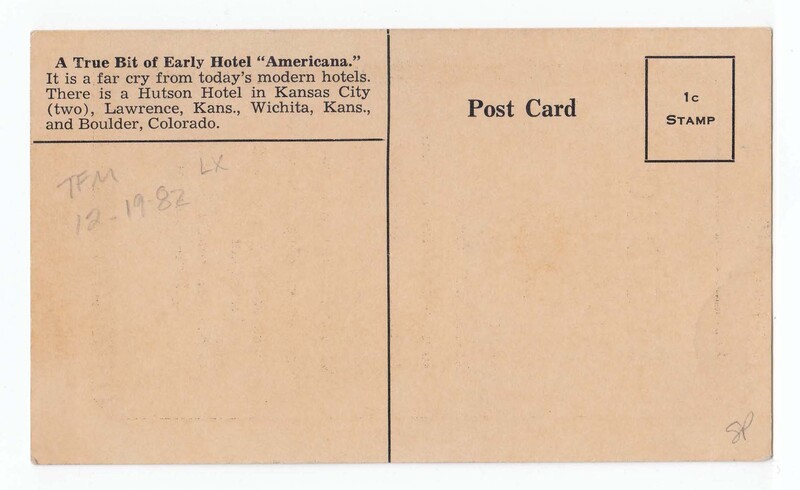 A True Bit of Early Hotel "Americana."
It is a far cry from today's modern hotels.
There is a Hutson Hotel in Kansas City
(two), Lawrence, Kans., Wichita, Kans.,
and Boulder, Colorado.
TFM LX
12-19-82
Post Card
1c
STAMP
SP